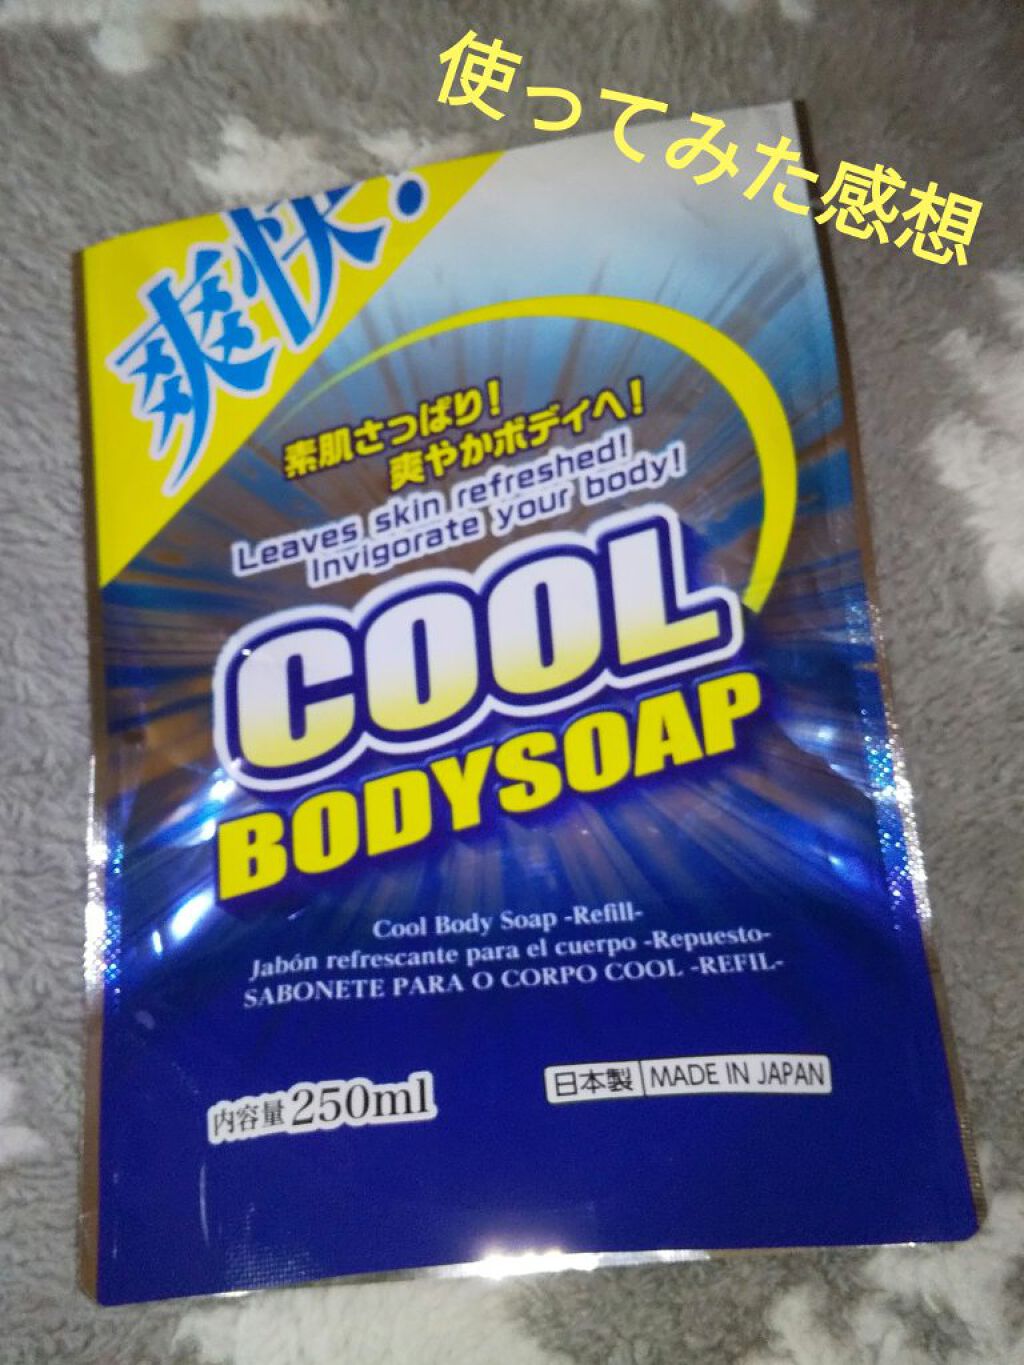 使ってみた感想
爽快!
素肌さっぱり!
爽やかボディへ!
Leaves skin refreshed!
Invigorate your body!
COOL
BODYSOAP
Cool Body Soap -Refill-
Jabón refrescante para el cuerpo -Repuesto-
SABONETE PARA O CORPO COOL -REFIL-
内容量250ml
日本製 MADE IN JAPAN